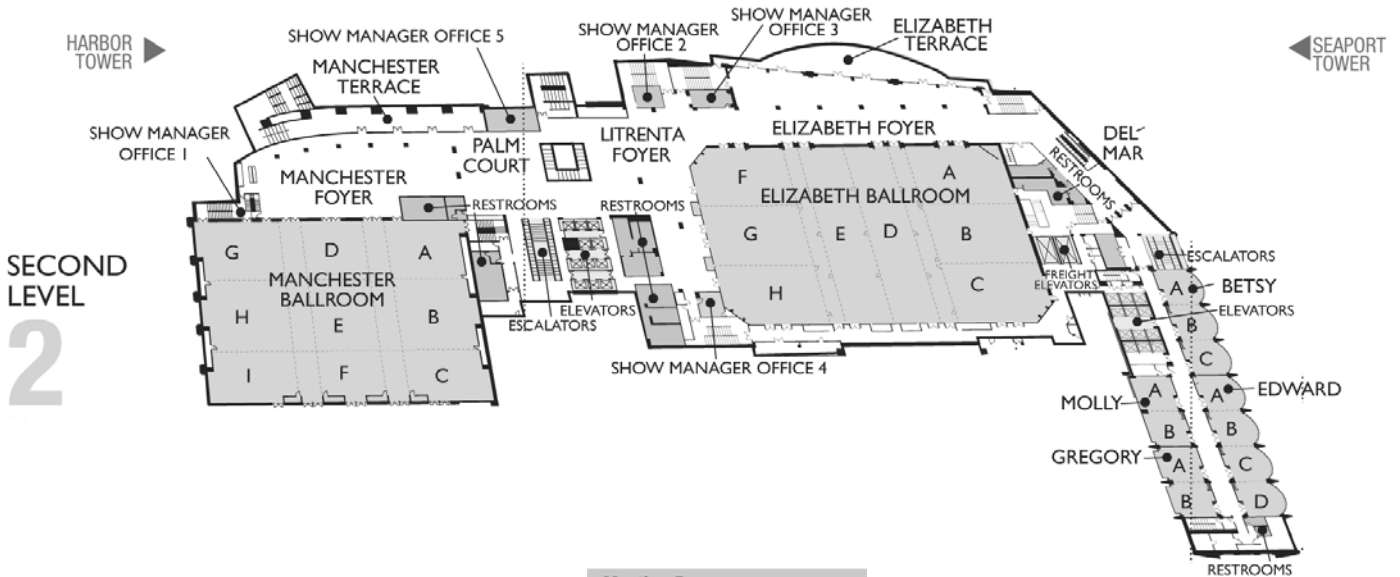 HARBOR
TOWER
SHOW MANAGER OFFICE 5
SHOW MANAGER
OFFICE 2
SHOW MANAGER
OFFICE 3
ELIZABETH
TERRACE
SEAPORT
TOWER
MANCHESTER
TERRACE
SHOW MANAGER
OFFICE 1
PALM
COURT
LITRENTA
FOYER
ELIZABETH FOYER
DEL
MAR
RESTROOMS
MANCHESTER
FOYER
RESTROOMS
RESTROOMS
F
A
ELIZABETH BALLROOM
G
E
D
B
H
C
SECOND
LEVEL
2
G
D
A
MANCHESTER
BALLROOM
H
E
B
I
F
C
ESCALATORS
ELEVATORS
SHOW MANAGER OFFICE 4
FREIGHT
ELEVATORS
ESCALATORS
A
BETSY
ELEVATORS
B
C
MOLLY
A
A
EDWARD
B
B
GREGORY
A
C
B
D
RESTROOMS